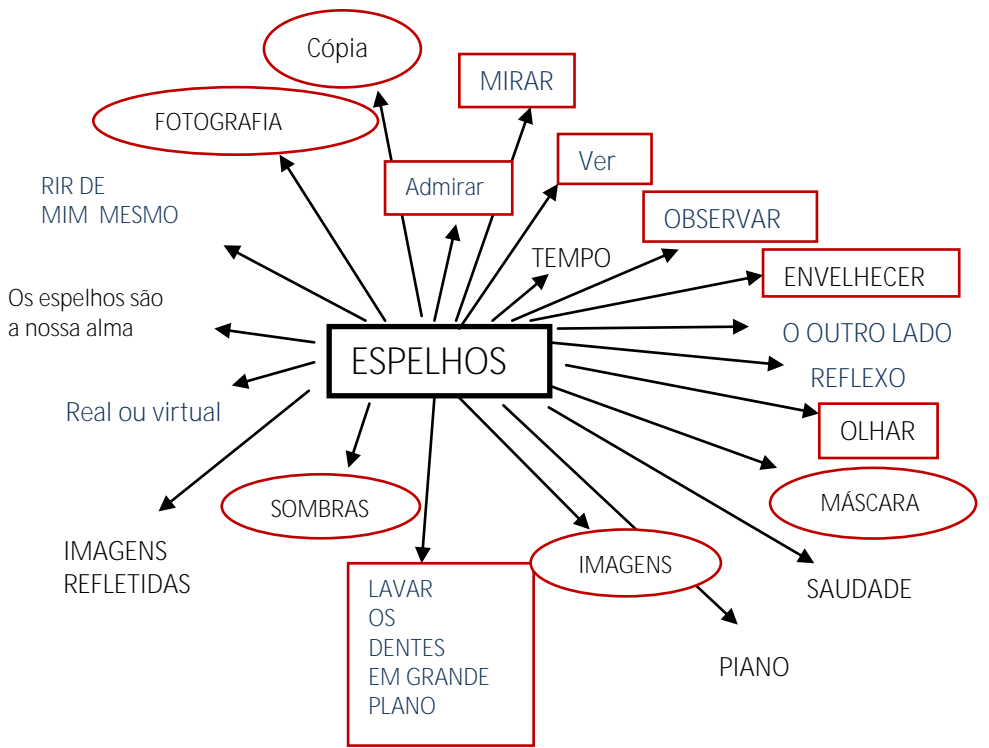 Cópia
MIRAR
FOTOGRAFIA
Ver
Admirar
RIR DE
MIM MESMO
OBSERVAR
TEMPO
ENVELHECER
Os espelhos são
a nossa alma
O OUTRO LADO
ESPELHOS
REFLEXO
Real ou virtual
OLHAR
SOMBRAS
MÁSCARA
IMAGENS
REFLETIDAS
IMAGENS
LAVAR
OS
DENTES
EM GRANDE
PLANO
SAUDADE
PIANO